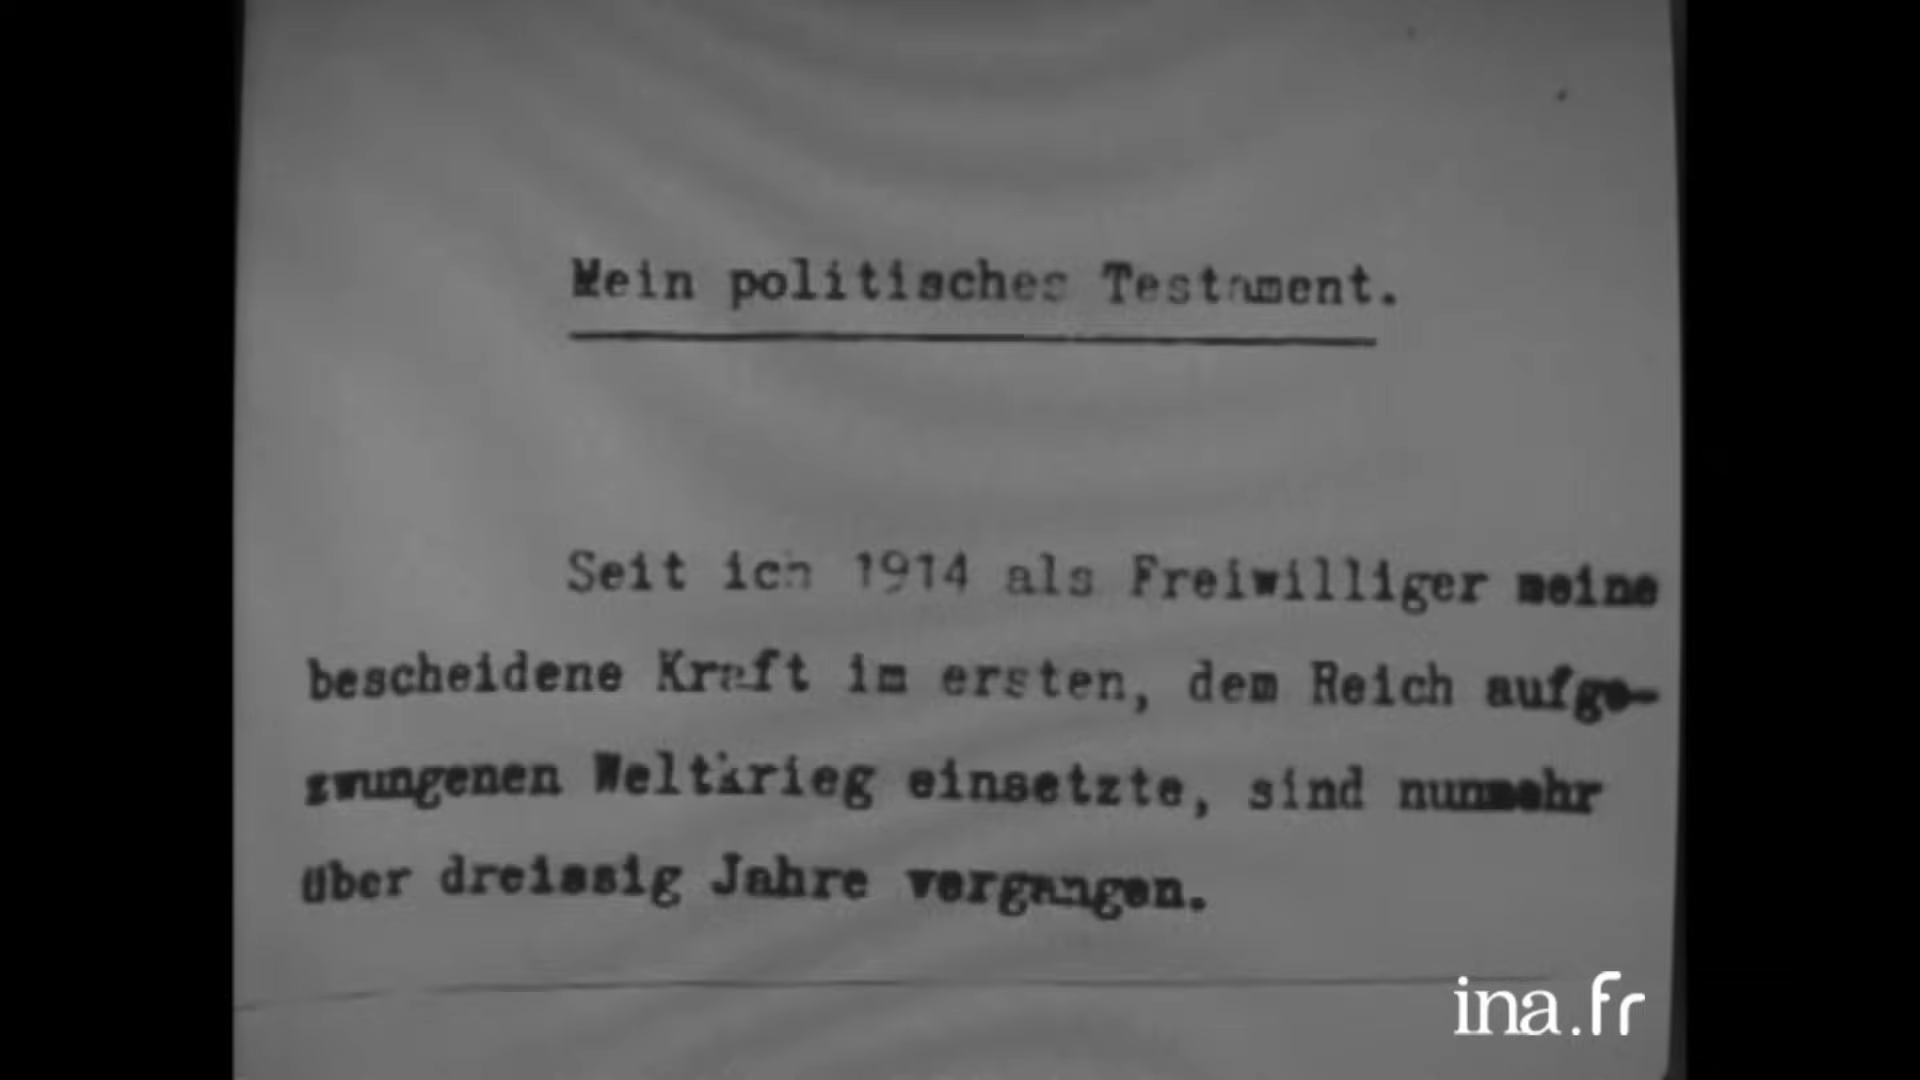 Mein politisches Testament.
Seit ich 1914 als Freiwilliger meine
bescheidene Kraft im ersten, dem Reich aufge-
zwungenen Weltkrieg einsetzte, sind nunmehr
über dreissig Jahre vergangen.
ina.fr